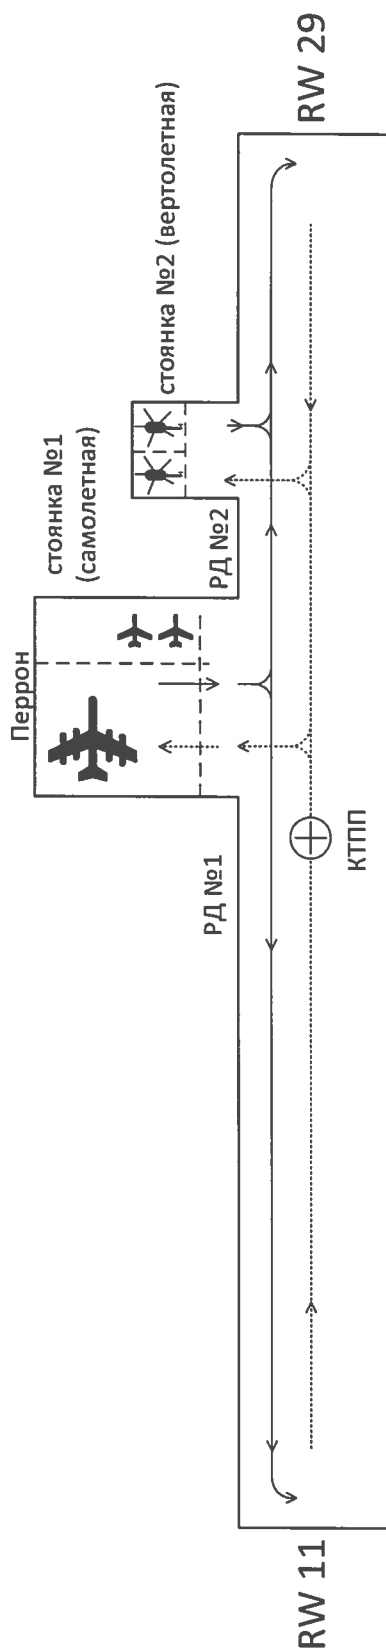 Перрон
стоянка №1
(самолетная)
стоянка №2 (вертолетная)
РД №1
РД №2
КТПП
RW 11
RW 29